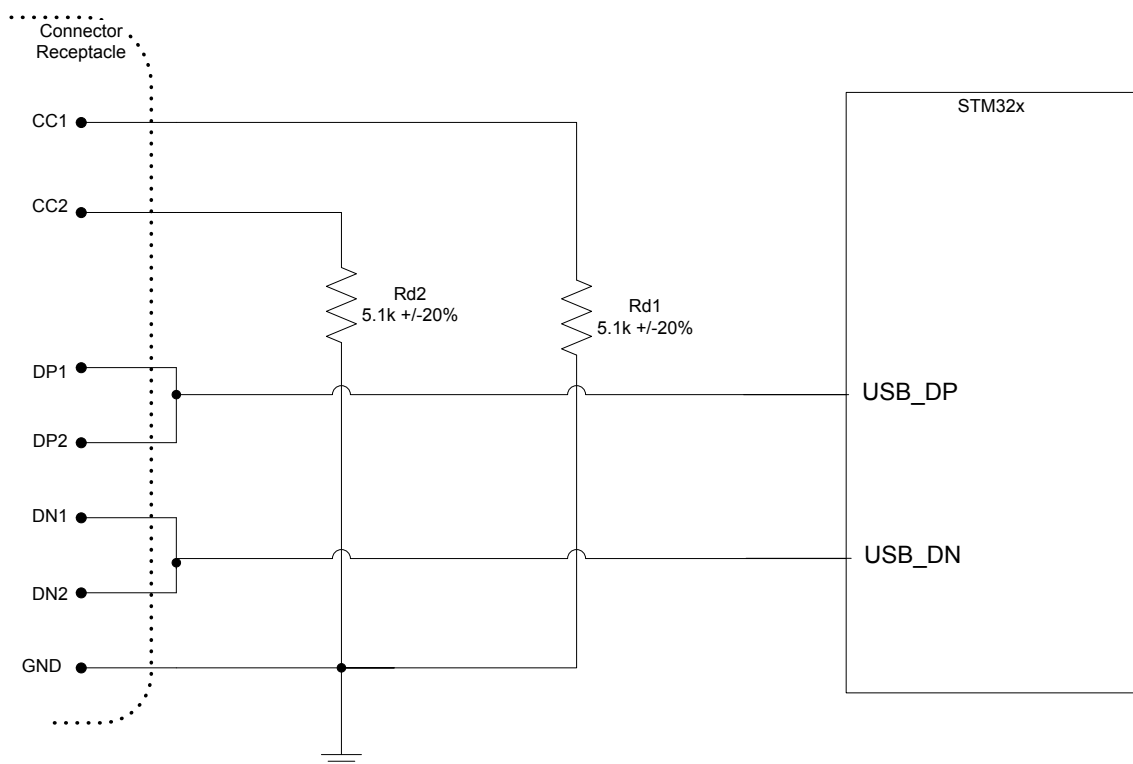 Connector
Receptacle
STM32x
CC1
CC2
Rd2
5.1k +/-20%
Rd1
5.1k +/-20%
DP1
USB_DP
DP2
DN1
USB_DN
DN2
GND